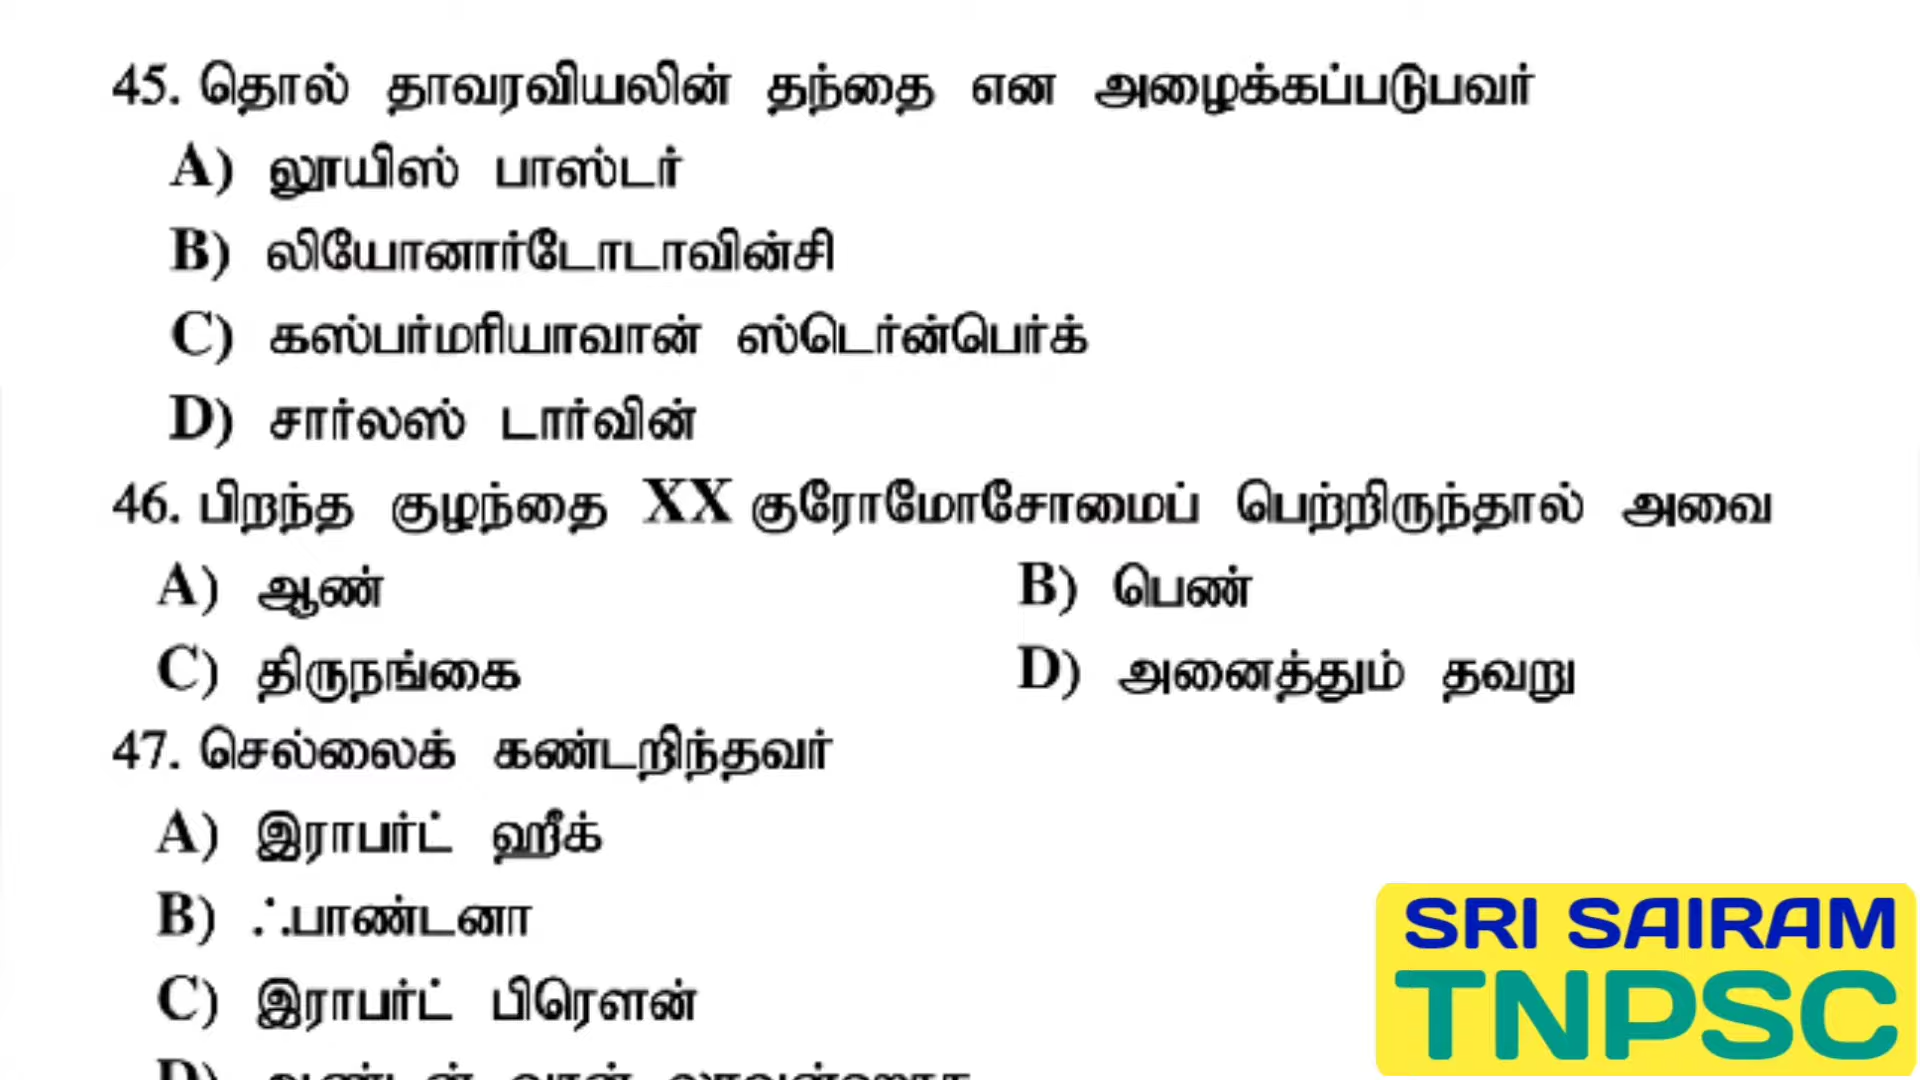 45. தொல் தாவரவியலின் தந்தை என அழைக்கப்படுபவர்
A) லூயிஸ் பாஸ்டர்
B) லியோனார்டோடாவின்சி
C) கஸ்பர்மரியாவான் ஸ்டெர்ன்பெர்க்
D) சார்லஸ் டார்வின்
46. பிறந்த குழந்தை XX குரோமோசோமைப் பெற்றிருந்தால் அவை
A) ஆண் B) பெண்
C) திருநங்கை D) அனைத்தும் தவறு
47. செல்லைக் கண்டறிந்தவர்
A) இராபர்ட் ஹீக்
B) ஃபாண்டனா
C) இராபர்ட் பிரௌன்
D)
SRI SAIRAM
TNPSC